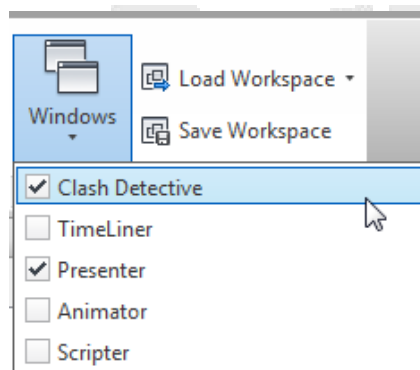 Windows
Load Workspace
Save Workspace
Clash Detective
TimeLiner
Presenter
Animator
Scripter